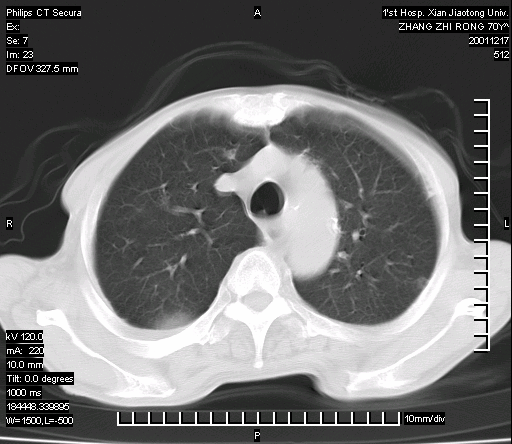 Philips CT Secura
Ex:
Se: 7
Im: 23
DFOV 327.5 mm
A
1'st Hosp. Xian Jiaotong Univ.
ZHANG ZHI RONG 70Y^
20011217
512
R
L
kV 120.0
mA: 220
10.0 mm
Tilt: 0.0 degrees
1000 ms
184448.339895
W=1500,L=-500
10mm/div
P